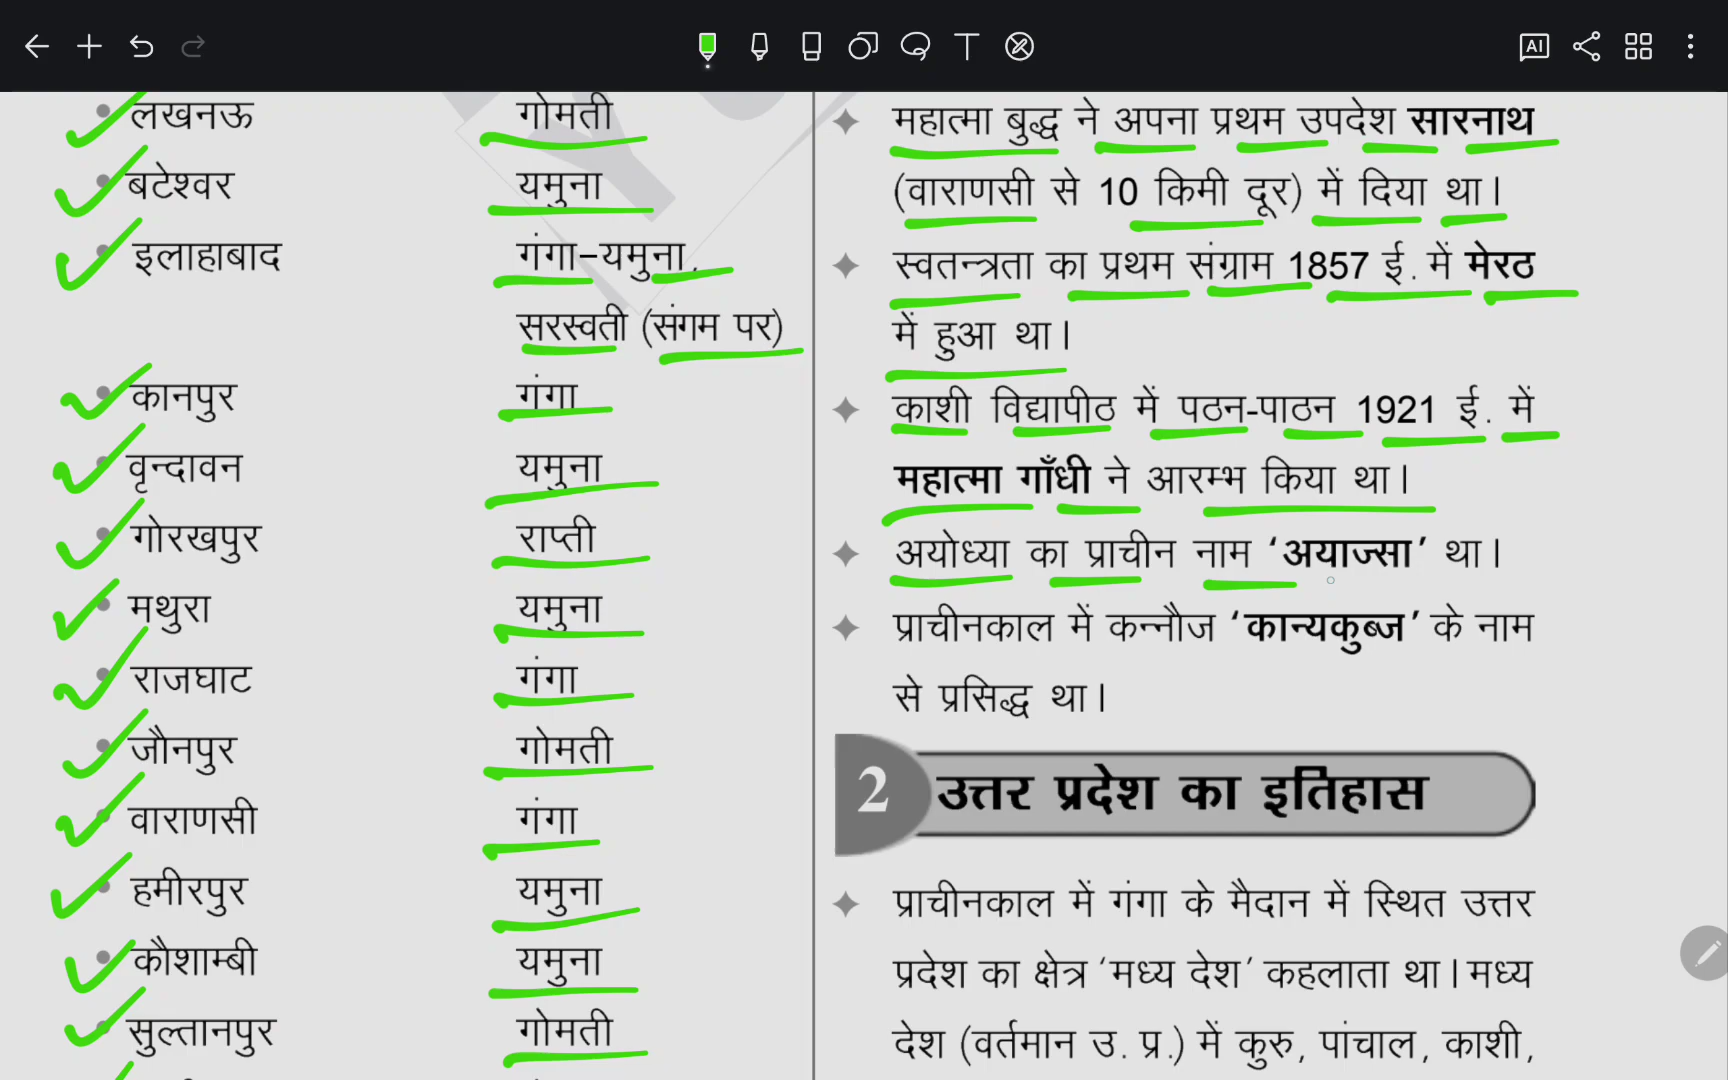 AI
लखनऊ गोमती
बटेश्वर यमुना
इलाहाबाद गंगा-यमुना,
सरस्वती (संगम पर)
कानपुर गंगा
वृन्दावन यमुना
गोरखपुर राप्ती
मथुरा यमुना
राजघाट गंगा
जौनपुर गोमती
वाराणसी गंगा
हमीरपुर यमुना
कौशाम्बी यमुना
सुल्तानपुर गोमती
महात्मा बुद्ध ने अपना प्रथम उपदेश सारनाथ
(वाराणसी से 10 किमी दूर) में दिया था।
स्वतन्त्रता का प्रथम संग्राम 1857 ई. में मेरठ
में हुआ था।
काशी विद्यापीठ में पठन-पाठन 1921 ई. में
महात्मा गाँधी ने आरम्भ किया था।
अयोध्या का प्राचीन नाम ‘अयाज्सा’ था।
प्राचीनकाल में कन्नौज ‘कान्यकुब्ज’ के नाम
से प्रसिद्ध था।
2 उत्तर प्रदेश का इतिहास
प्राचीनकाल में गंगा के मैदान में स्थित उत्तर
प्रदेश का क्षेत्र ‘मध्य देश’ कहलाता था। मध्य
देश (वर्तमान उ. प्र.) में कुरु, पांचाल, काशी,